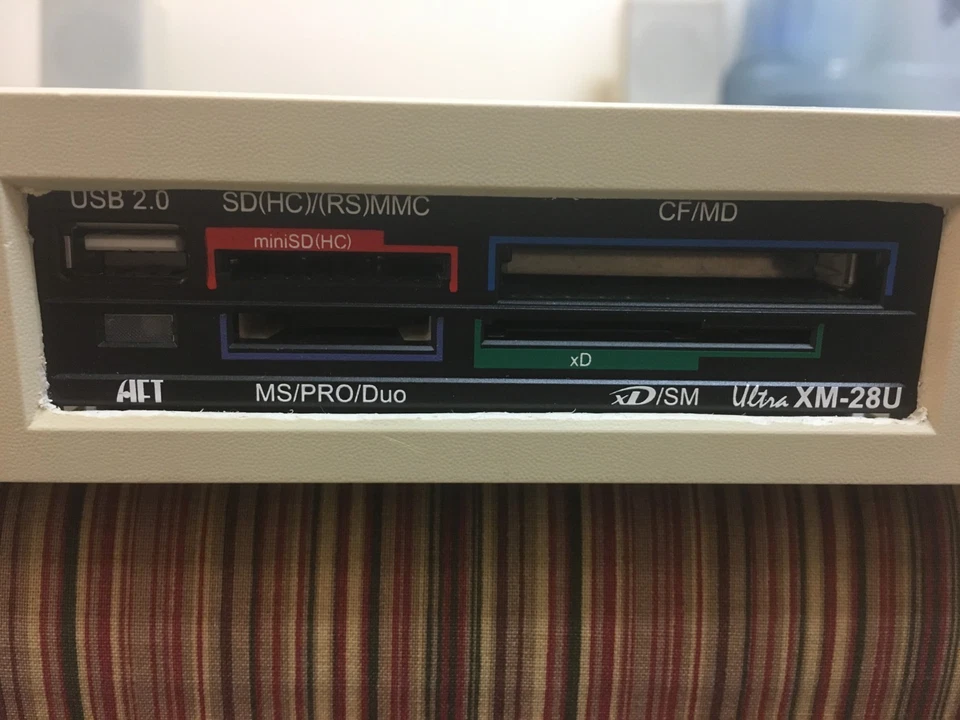 USB 2.0 SD(HC)/(RS)MMC CF/MD
miniSD(HC)
xD
AFT MS/PRO/Duo xD/SM Ultra XM-28U